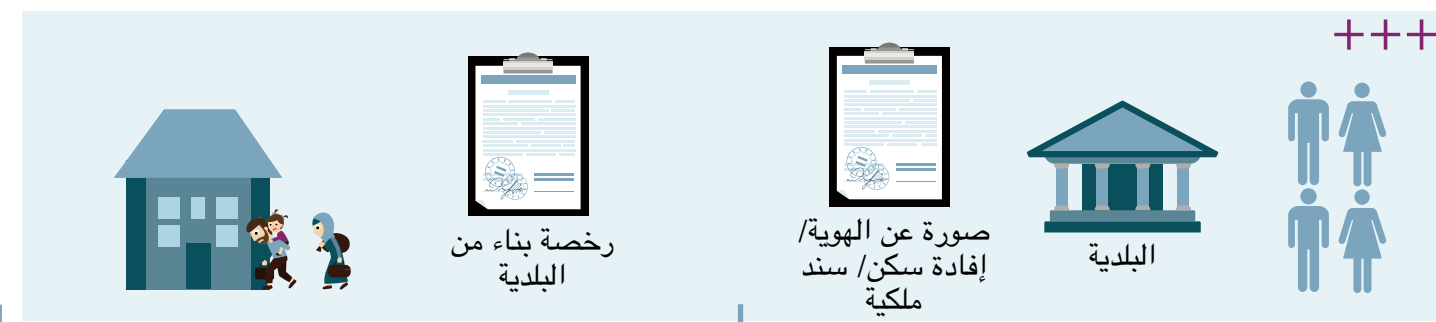 +++
البلدية
صورة عن الهوية/
إفادة سكن/ سند
ملكية
رخصة بناء من
البلدية